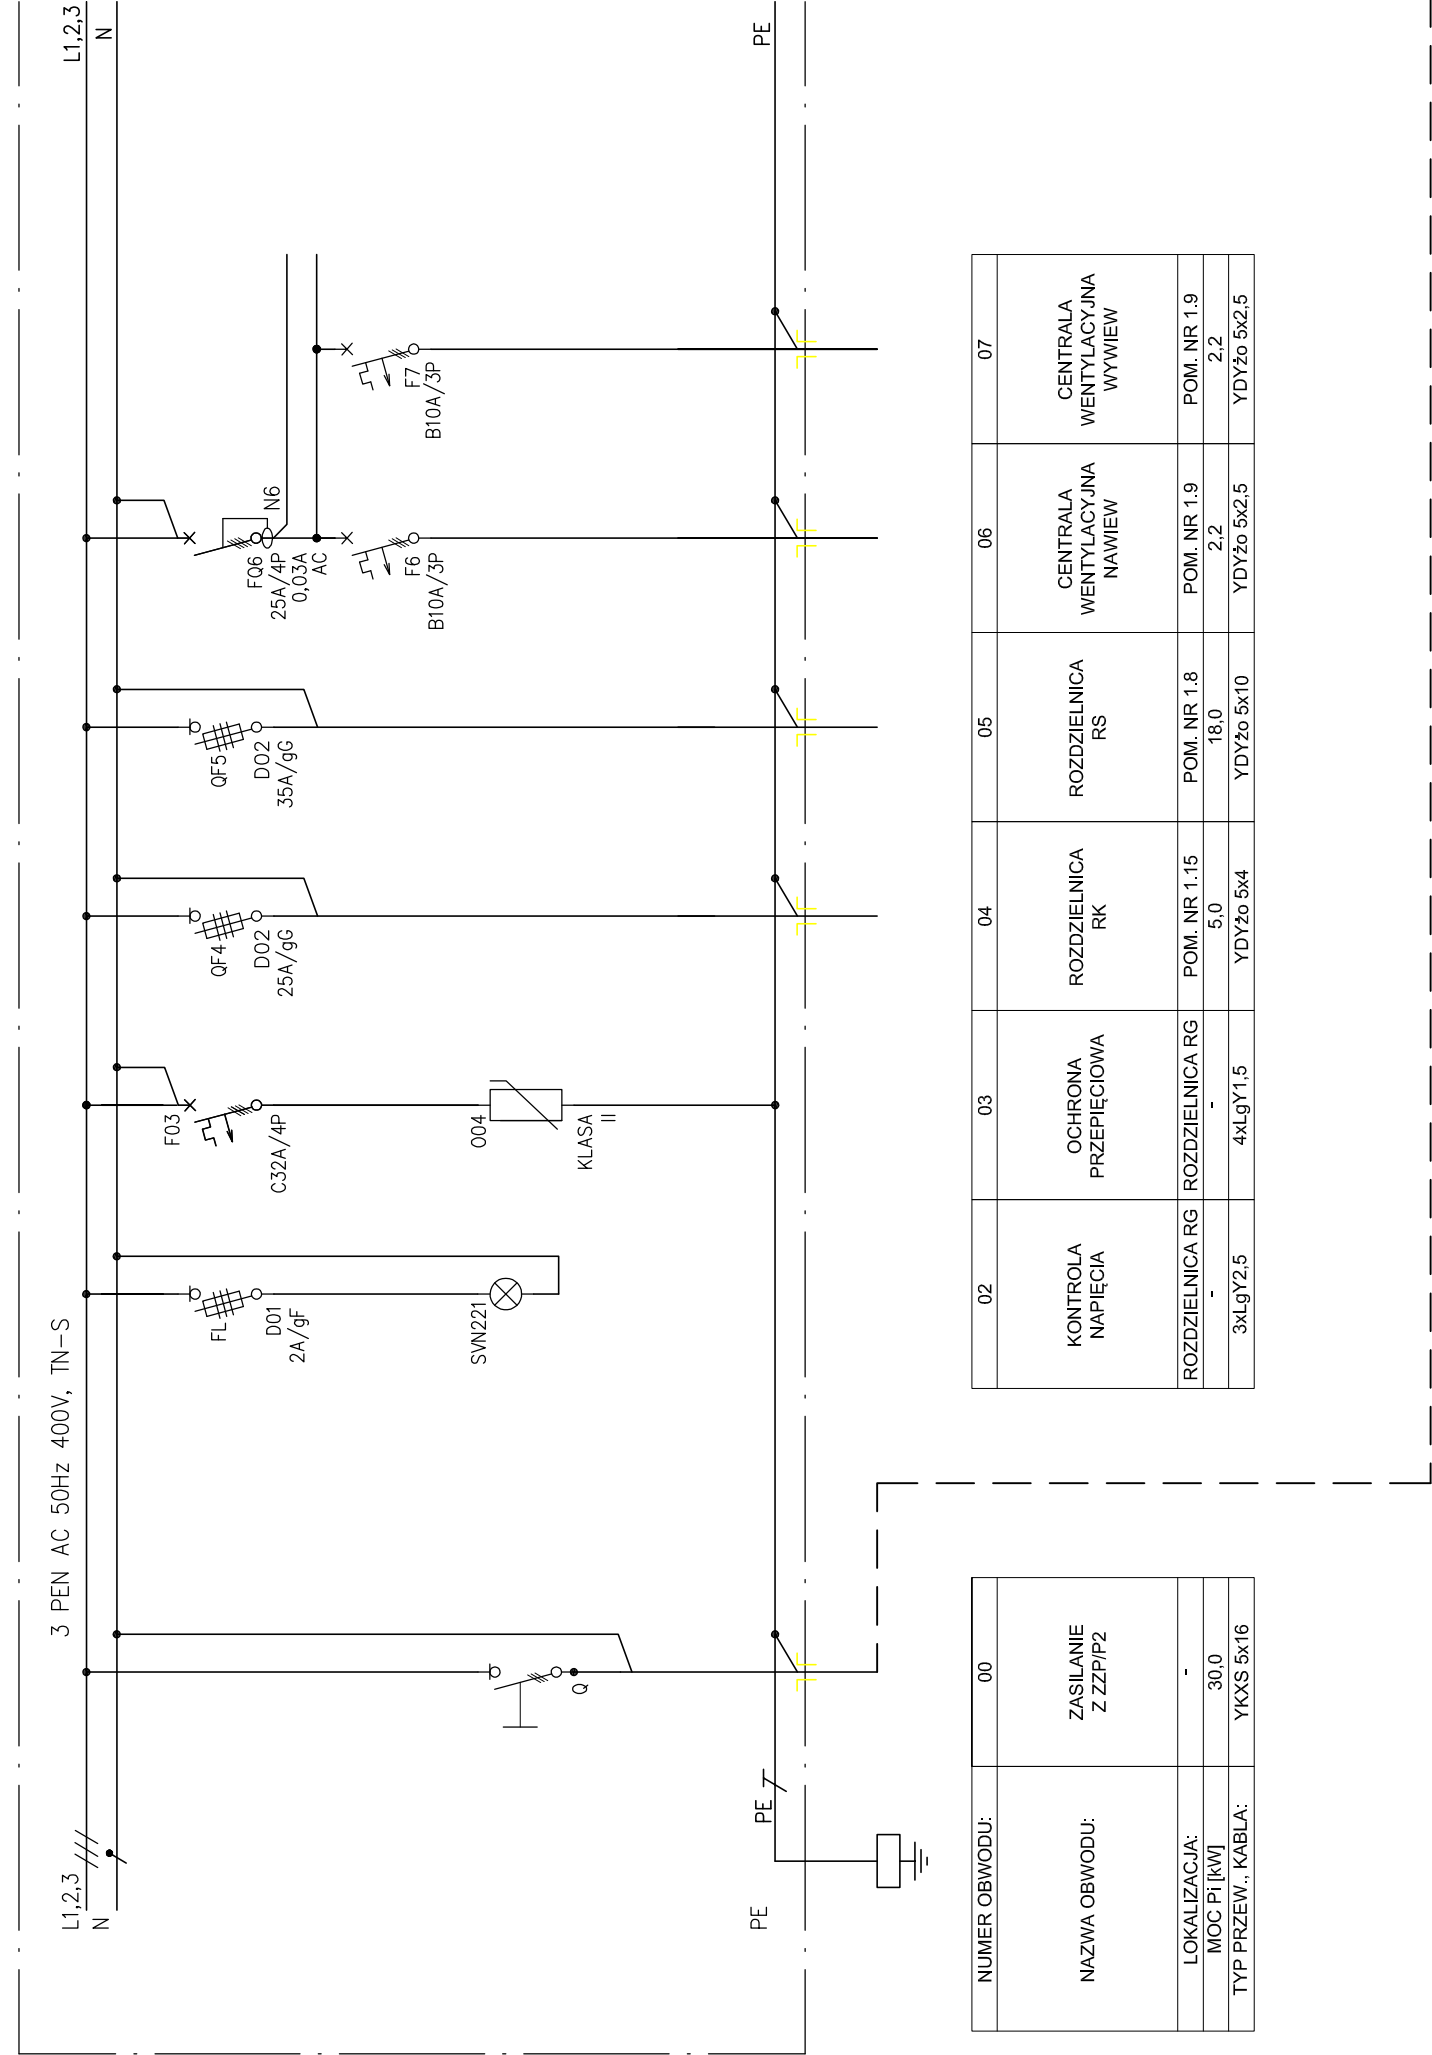 3 PEN AC 50Hz 400V, TN-S
L1,2,3
N
L1,2,3
N
FL
D01
2A/gF
SVN221
F03
C32A/4P
004
KLASA
II
QF4
D02
25A/gG
QF5
D02
35A/gG
FQ6
25A/4P
0,03A
AC
N6
F6
B10A/3P
F7
B10A/3P
Q
PE
PE
PE
NUMER OBWODU:
00
02
03
04
05
06
07
NAZWA OBWODU:
ZASILANIE
Z ZZP/P2
KONTROLA
NAPIĘCIA
OCHRONA
PRZEPIĘCIOWA
ROZDZIELNICA
RK
ROZDZIELNICA
RS
CENTRALA
WENTYLACYJNA
NAWIEW
CENTRALA
WENTYLACYJNA
WYWIEW
LOKALIZACJA:
-
ROZDZIELNICA RG
ROZDZIELNICA RG
POM. NR 1.15
POM. NR 1.8
POM. NR 1.9
POM. NR 1.9
MOC Pi [kW]
30,0
-
-
5,0
18,0
2,2
2,2
TYP PRZEW., KABLA:
YKXS 5x16
3xLgY2,5
4xLgY1,5
YDYżo 5x4
YDYżo 5x10
YDYżo 5x2,5
YDYżo 5x2,5